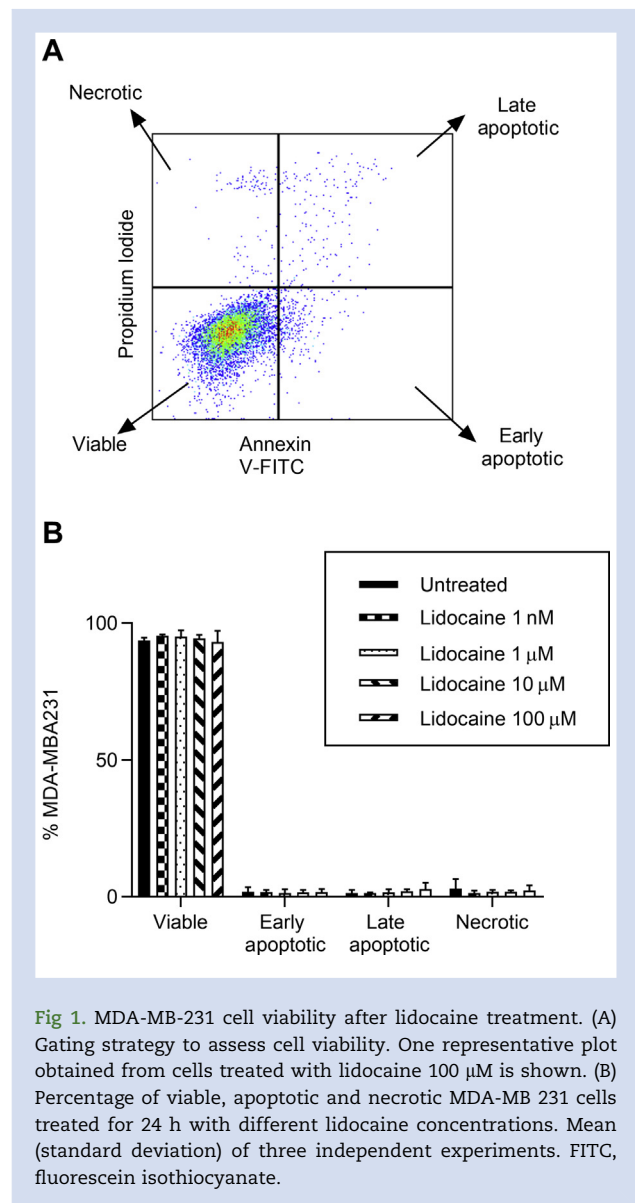 A
Necrotic
Late
apoptotic
Propidium Iodide
Viable
Annexin
V-FITC
Early
apoptotic
B
Untreated
Lidocaine 1 nM
Lidocaine 1 μM
Lidocaine 10 μM
Lidocaine 100 μM
% MDA-MBA231
100
50
0
Viable
Early
apoptotic
Late
apoptotic
Necrotic
Fig 1. MDA-MB-231 cell viability after lidocaine treatment. (A)
Gating strategy to assess cell viability. One representative plot
obtained from cells treated with lidocaine 100 μM is shown. (B)
Percentage of viable, apoptotic and necrotic MDA-MB 231 cells
treated for 24 h with different lidocaine concentrations. Mean
(standard deviation) of three independent experiments. FITC,
fluorescein isothiocyanate.